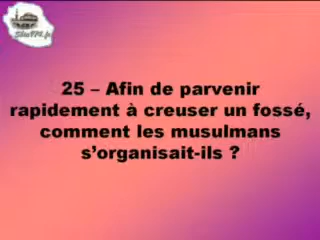 25 – Afin de parvenir
rapidement à creuser un fossé,
comment les musulmans
s’organisait-ils ?